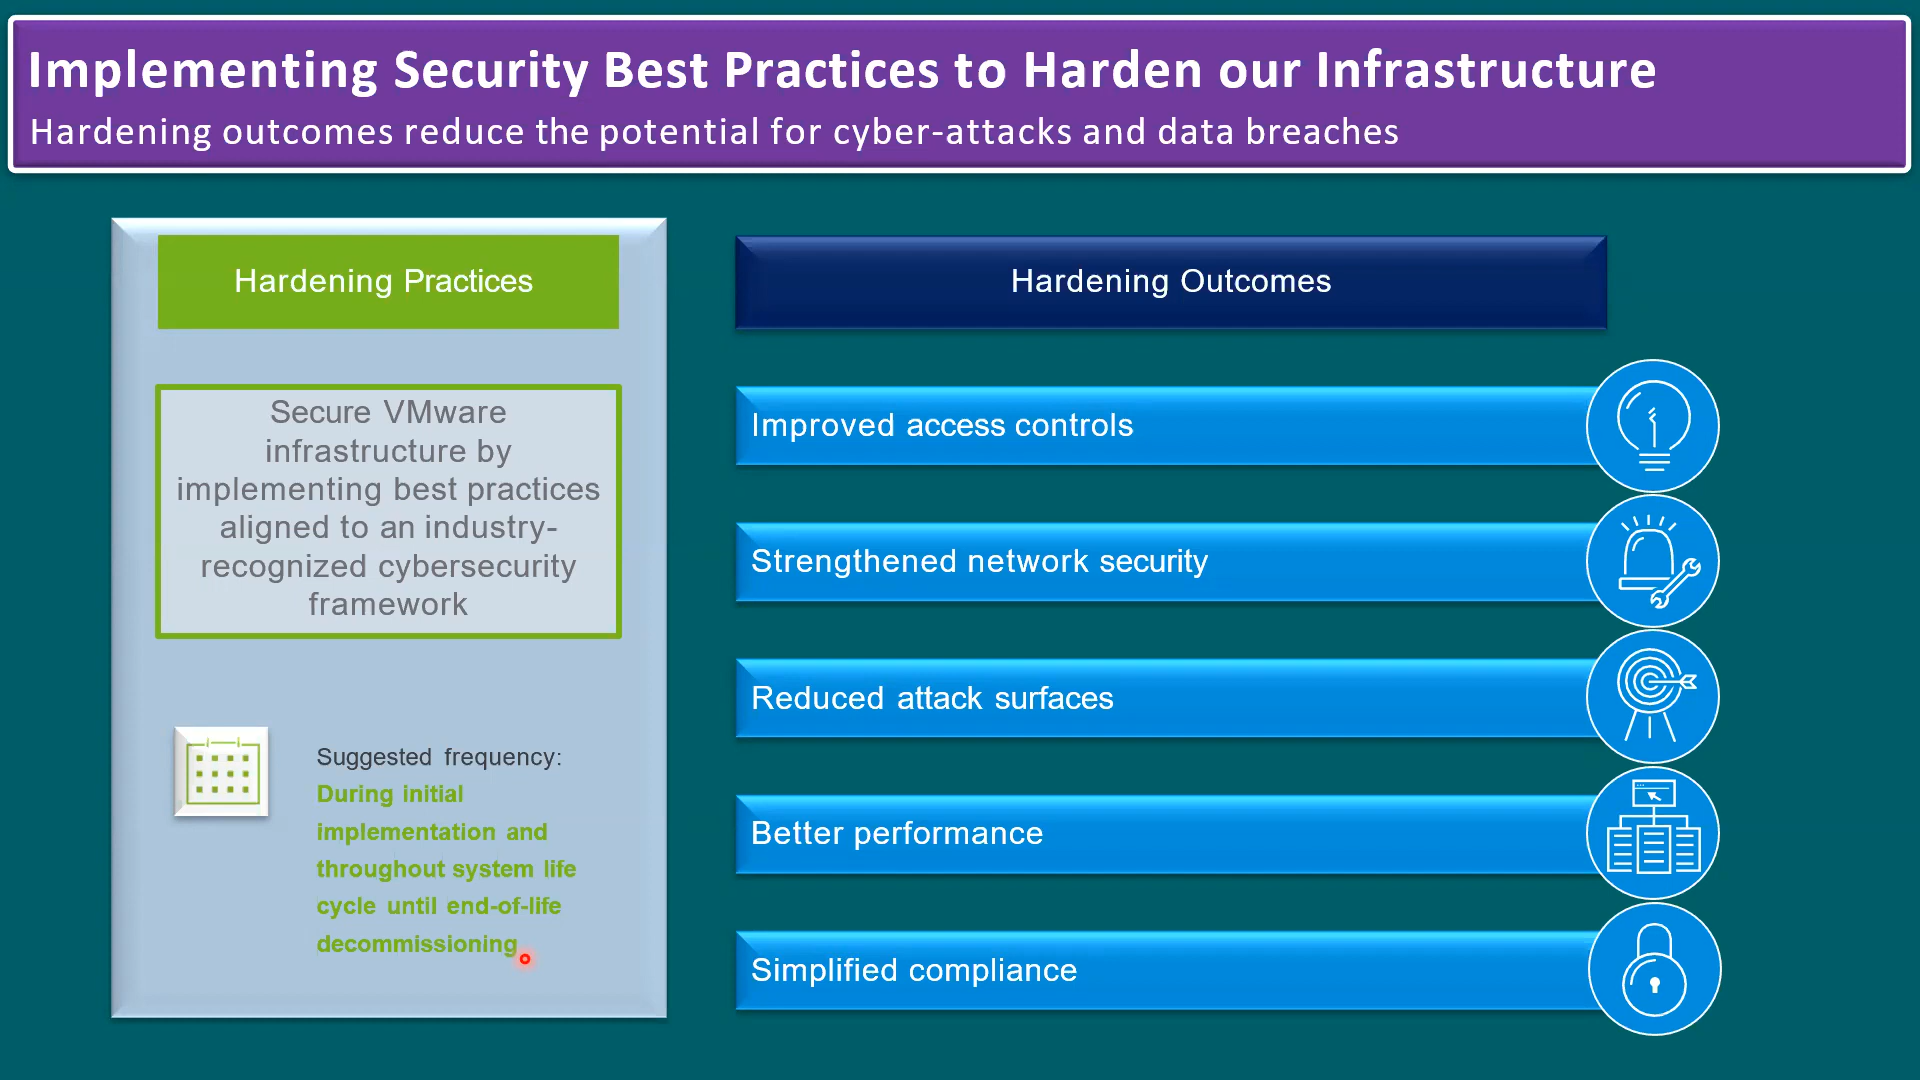 Implementing Security Best Practices to Harden our Infrastructure
Hardening outcomes reduce the potential for cyber-attacks and data breaches
Hardening Practices
Secure VMware
infrastructure by
implementing best practices
aligned to an industry-
recognized cybersecurity
framework
Suggested frequency:
During initial
implementation and
throughout system life
cycle until end-of-life
decommissioning
Hardening Outcomes
Improved access controls
Strengthened network security
Reduced attack surfaces
Better performance
Simplified compliance